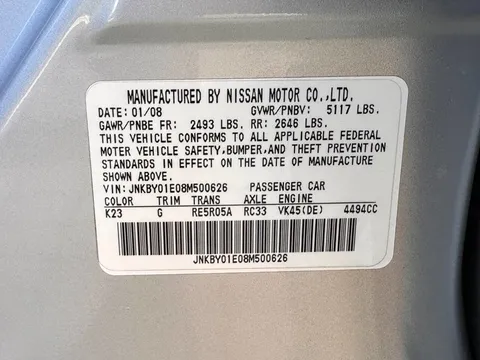 MANUFACTURED BY NISSAN MOTOR CO.,LTD.
DATE: 01/08 GVWR/PNBV: 5117 LBS.
GAWR/PNBE FR: 2493 LBS. RR: 2646 LBS.
THIS VEHICLE CONFORMS TO ALL APPLICABLE FEDERAL
MOTOR VEHICLE SAFETY,BUMPER,AND THEFT PREVENTION
STANDARDS IN EFFECT ON THE DATE OF MANUFACTURE
SHOWN ABOVE.
VIN: JNKBY01E08M500626 PASSENGER CAR
COLOR TRIM TRANS AXLE ENGINE
K23 G RE5R05A RC33 VK45(DE) 4494CC
JNKBY01E08M500626